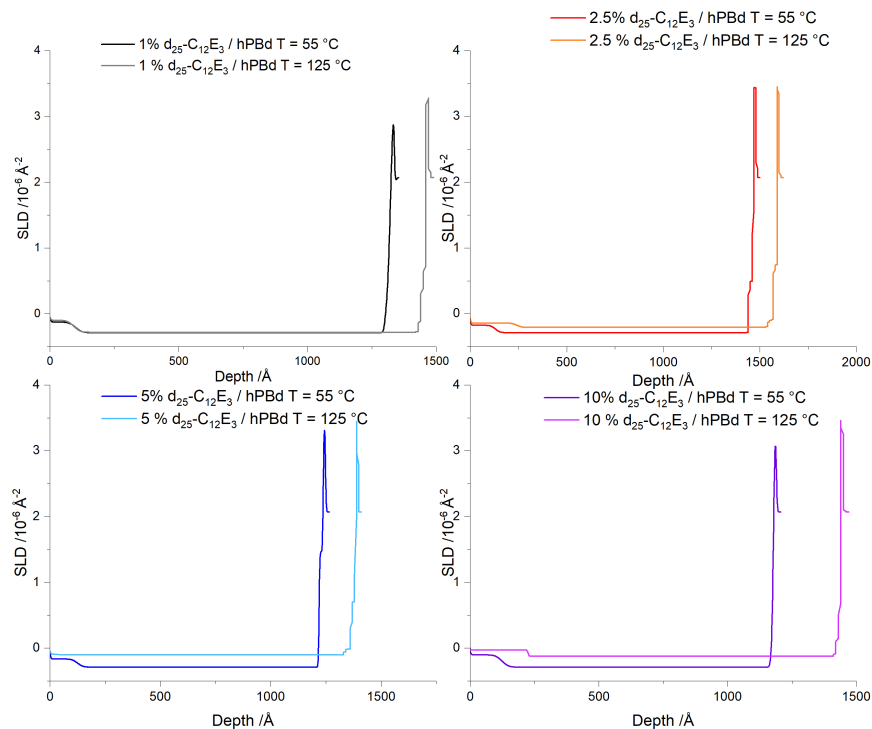 1% d₂₅-C₁₂E₃ / hPBd T = 55 °C
1 % d₂₅-C₁₂E₃ / hPBd T = 125 °C
4
3
2
1
0
SLD /10⁻⁶ Å⁻²
0
500
1000
1500
Depth /Å
2.5% d₂₅-C₁₂E₃ / hPBd T = 55 °C
2.5 % d₂₅-C₁₂E₃ / hPBd T = 125 °C
4
3
2
1
0
SLD /10⁻⁶ Å⁻²
0
500
1000
1500
2000
Depth /Å
5% d₂₅-C₁₂E₃ / hPBd T = 55 °C
5 % d₂₅-C₁₂E₃ / hPBd T = 125 °C
4
3
2
1
0
SLD /10⁻⁶ Å⁻²
0
500
1000
1500
Depth /Å
10% d₂₅-C₁₂E₃ / hPBd T = 55 °C
10 % d₂₅-C₁₂E₃ / hPBd T = 125 °C
4
3
2
1
0
SLD /10⁻⁶ Å⁻²
0
500
1000
1500
Depth /Å